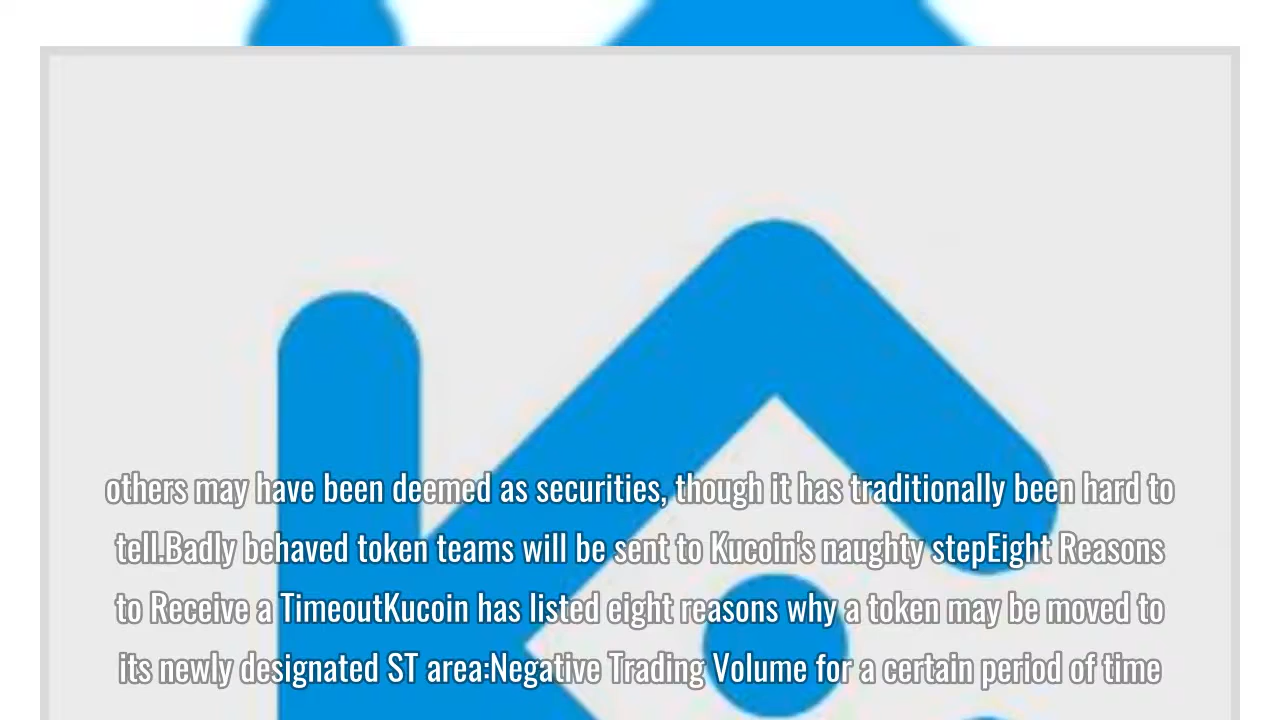 others may have been deemed as securities, though it has traditionally been hard to
tell.Badly behaved token teams will be sent to Kucoin's naughty stepEight Reasons
to Receive a TimeoutKucoin has listed eight reasons why a token may be moved to
its newly designated ST area:Negative Trading Volume for a certain period of time